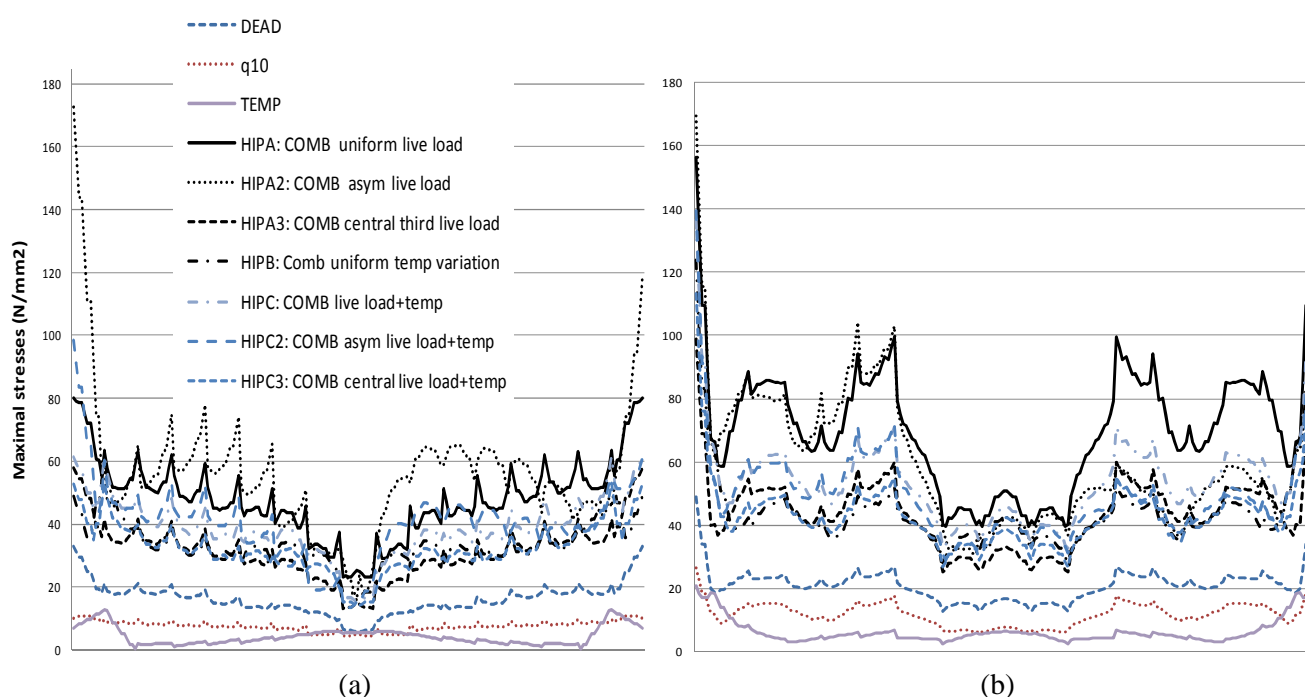 DEAD
q10
TEMP
HIPA: COMB uniform live load
HIPA2: COMB asym live load
HIPA3: COMB central third live load
HIPB: Comb uniform temp variation
HIPC: COMB live load+temp
HIPC2: COMB asym live load+temp
HIPC3: COMB central live load+temp
Maximal stresses (N/mm2)
180
160
140
120
100
80
60
40
20
0
(a)
180
160
140
120
100
80
60
40
20
0
(b)